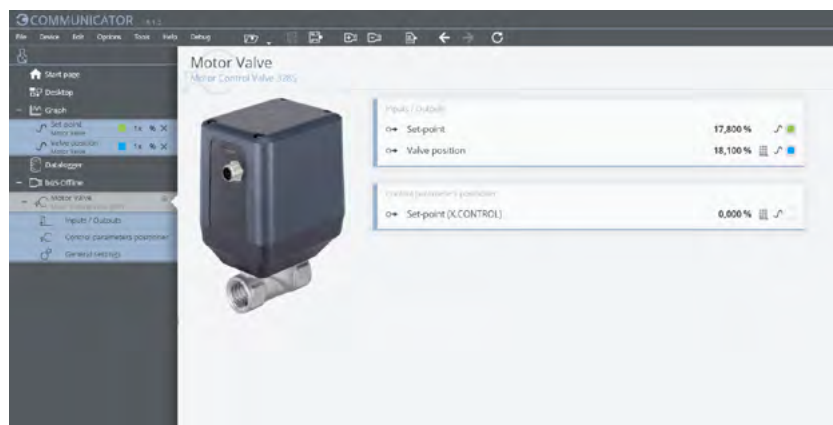 COMMUNICATOR
File Device Edit Options Tools Help Debug
Motor Valve
Motor Control Valve 3285
Start page
Desktop
Graph
Set-point
Motor Valve
1x % X
Valve position
Motor Valve
1x % X
Datalogger
büS Offline
Motor Valve
Inputs / Outputs
Control parameters positioner
General settings
Inputs / Outputs
Set-point 17,800 %
Valve position 18,100 %
Control parameters positioner
Set-point (X.CONTROL) 0,000 %